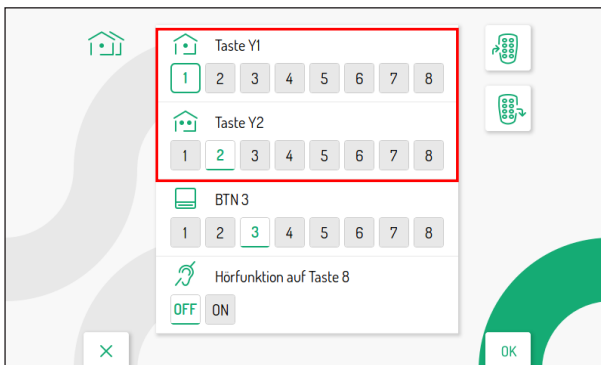 Taste Y1
1 2 3 4 5 6 7 8
Taste Y2
1 2 3 4 5 6 7 8
BTN 3
1 2 3 4 5 6 7 8
Hörfunktion auf Taste 8
OFF ON
OK